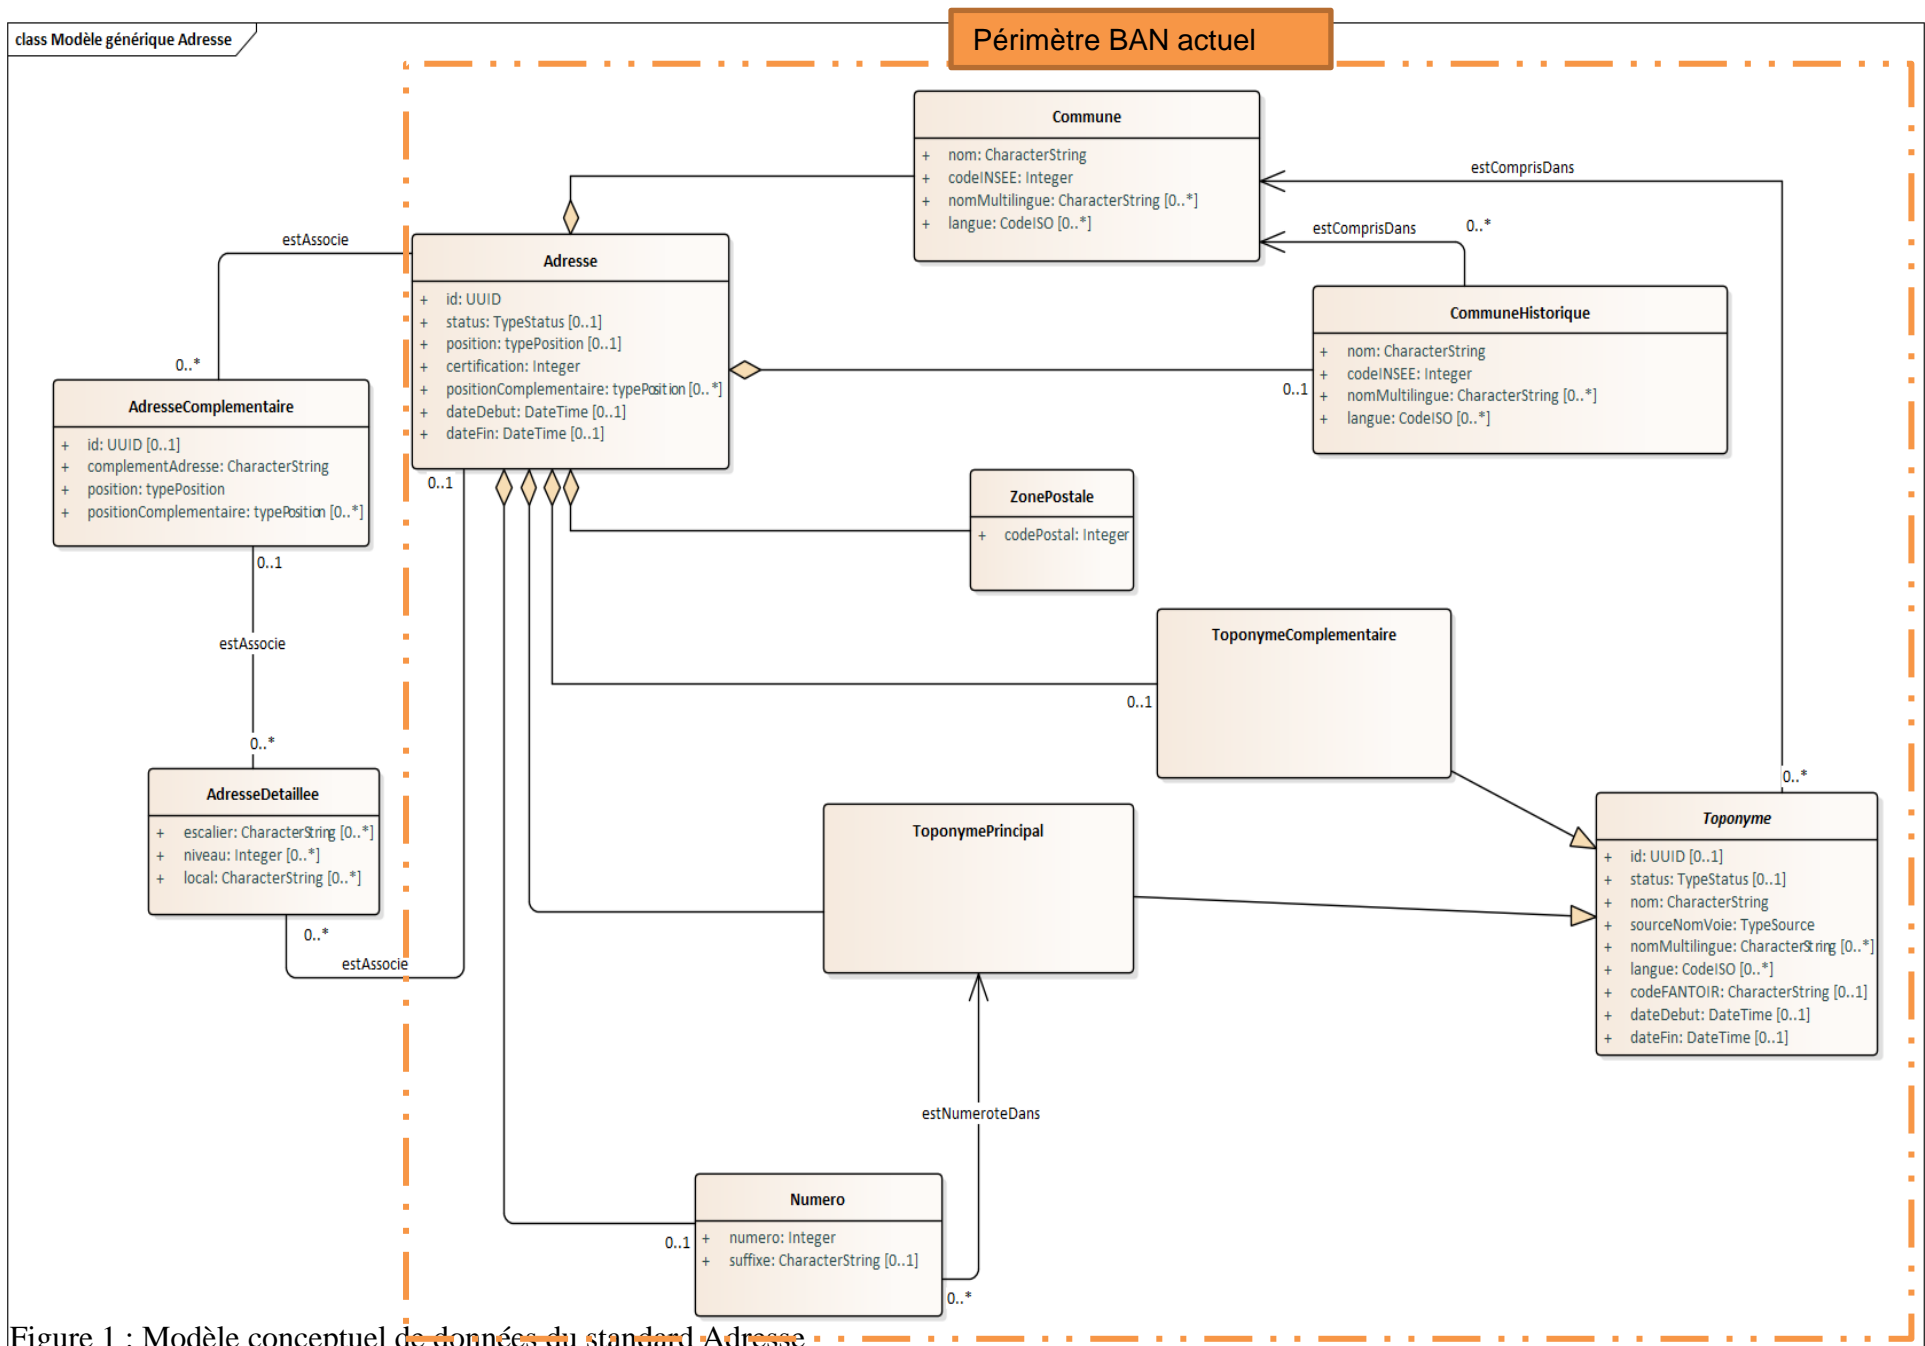 class Modèle générique Adresse
Périmètre BAN actuel
Commune
+ nom: CharacterString
+ codeINSEE: Integer
+ nomMultilingue: CharacterString [0..*]
+ langue: CodeISO [0..*]
estComprisDans
estComprisDans
0..*
estAssocie
Adresse
+ id: UUID
+ status: TypeStatus [0..1]
+ position: typePosition [0..1]
+ certification: Integer
+ positionComplementaire: typePosition [0..*]
+ dateDebut: DateTime [0..1]
+ dateFin: DateTime [0..1]
CommuneHistorique
+ nom: CharacterString
+ codeINSEE: Integer
+ nomMultilingue: CharacterString [0..*]
+ langue: CodeISO [0..*]
0..1
0..*
AdresseComplementaire
+ id: UUID [0..1]
+ complementAdresse: CharacterString
+ position: typePosition
+ positionComplementaire: typePosition [0..*]
0..1
0..1
ZonePostale
+ codePostal: Integer
estAssocie
ToponymeComplementaire
0..1
0..*
AdresseDetaillee
+ escalier: CharacterString [0..*]
+ niveau: Integer [0..*]
+ local: CharacterString [0..*]
0..*
estAssocie
ToponymePrincipal
0..*
Toponyme
+ id: UUID [0..1]
+ status: TypeStatus [0..1]
+ nom: CharacterString
+ sourceNomVoie: TypeSource
+ nomMultilingue: CharacterString [0..*]
+ langue: CodeISO [0..*]
+ codeFANTOIR: CharacterString [0..1]
+ dateDebut: DateTime [0..1]
+ dateFin: DateTime [0..1]
estNumeroteDans
Numero
+ numero: Integer
+ suffixe: CharacterString [0..1]
0..1
0..*
Figure 1 : Modèle conceptuel de données du standard Adresse